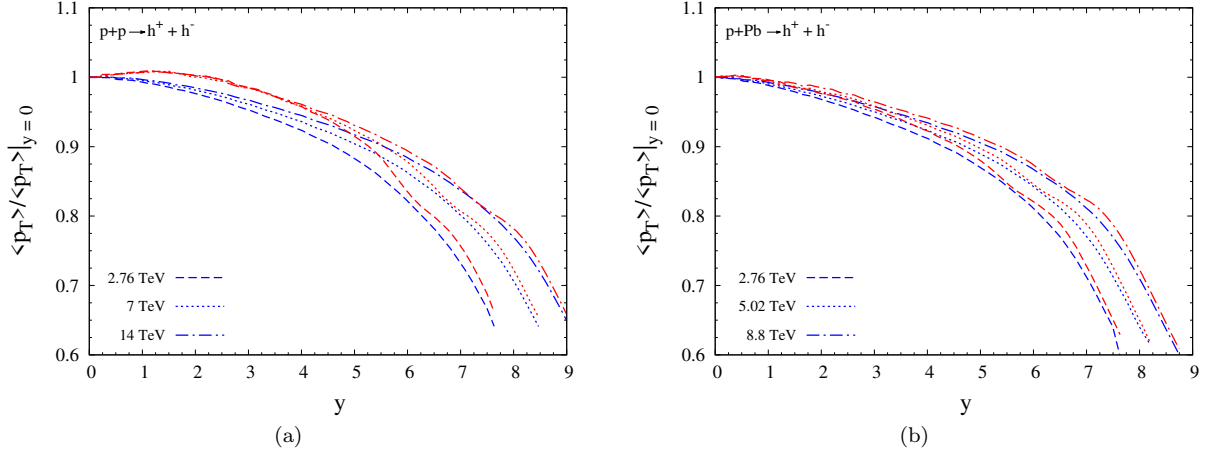 1.1
1
0.9
0.8
0.7
0.6
<p_T>/<p_T>|_{y = 0}
p+p→h⁺ + h⁻
2.76 TeV
7 TeV
14 TeV
0 1 2 3 4 5 6 7 8 9
y
(a)
1.1
1
0.9
0.8
0.7
0.6
<p_T>/<p_T>|_{y = 0}
p+Pb→h⁺ + h⁻
2.76 TeV
5.02 TeV
8.8 TeV
0 1 2 3 4 5 6 7 8 9
y
(b)